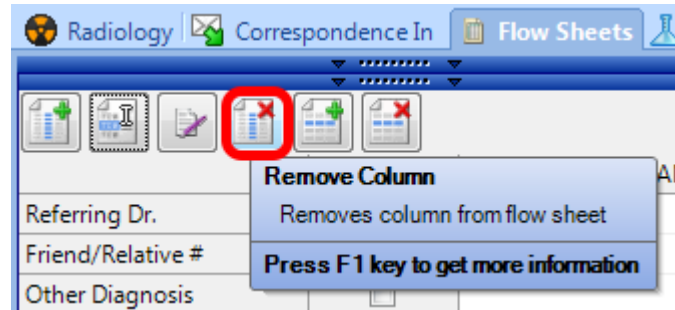 Radiology Correspondence In Flow Sheets
Remove Column
Removes column from flow sheet
Press F1 key to get more information
Referring Dr.
Friend/Relative #
Other Diagnosis